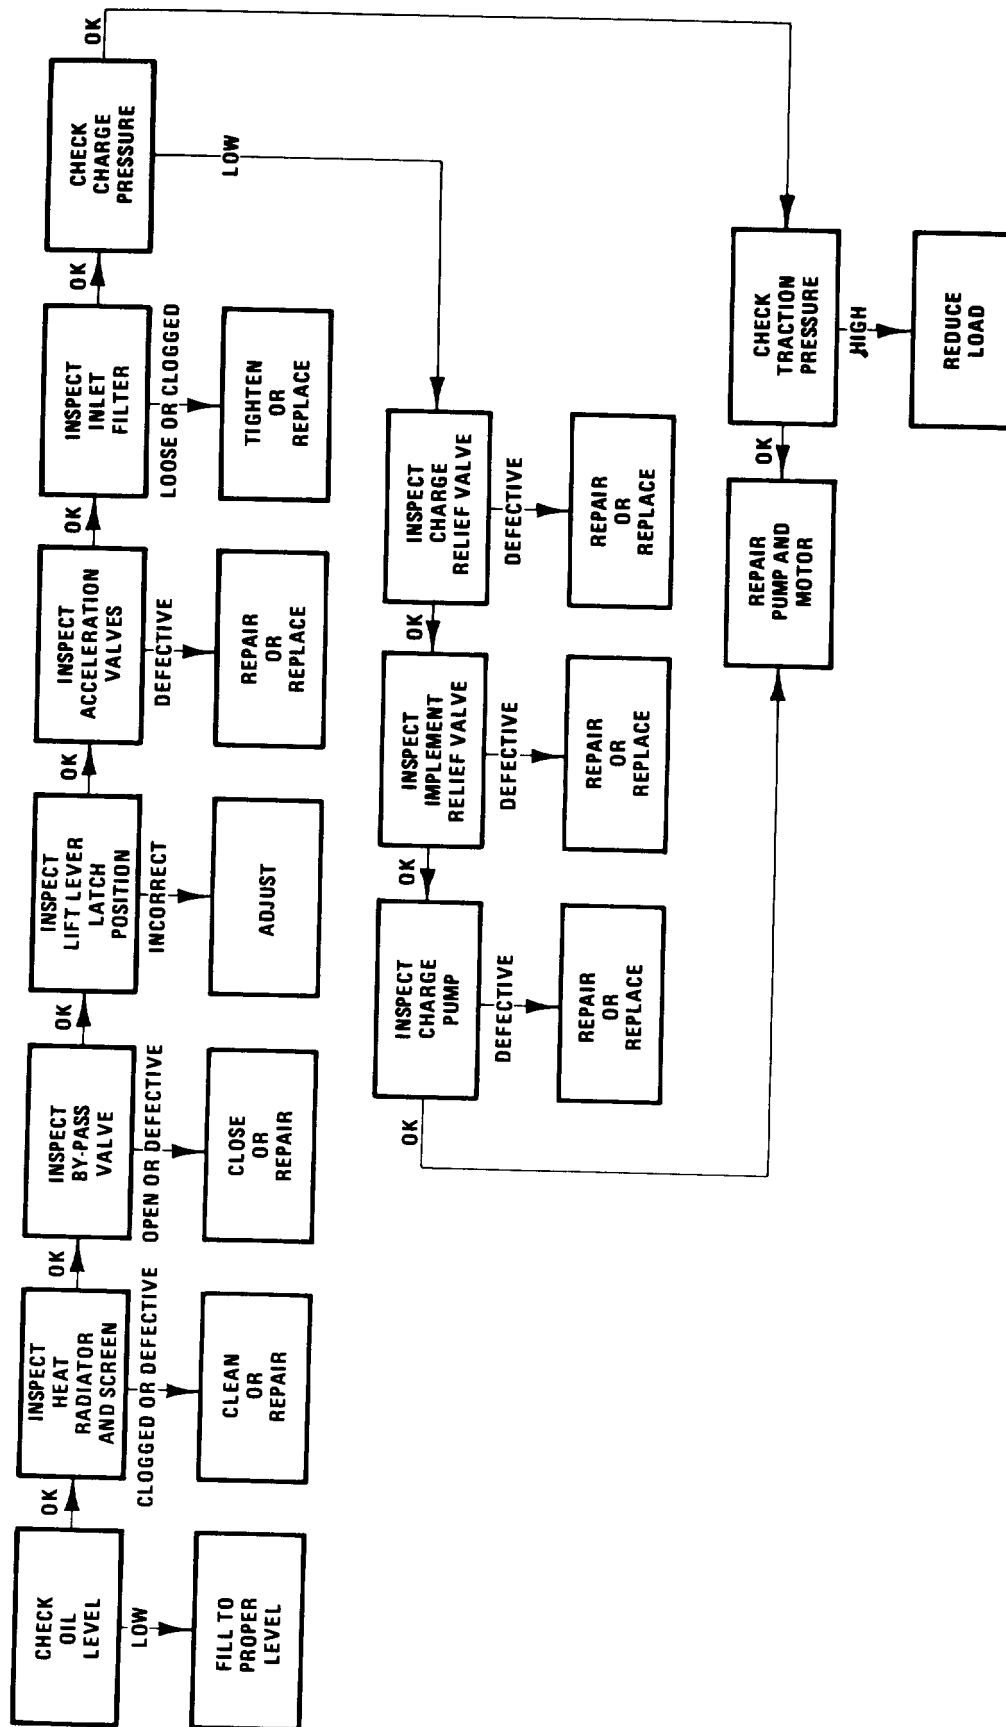 CHECK
OIL
LEVEL
OK
LOW
FILL TO
PROPER
LEVEL
INSPECT
HEAT
RADIATOR
AND SCREEN
OK
CLOGGED OR DEFECTIVE
CLEAN
OR
REPAIR
INSPECT
BY-PASS
VALVE
OK
OPEN OR DEFECTIVE
CLOSE
OR
REPAIR
INSPECT
LIFT LEVER
LATCH
POSITION
OK
INCORRECT
ADJUST
INSPECT
ACCELERATION
VALVES
OK
DEFECTIVE
REPAIR
OR
REPLACE
INSPECT
INLET
FILTER
OK
LOOSE OR CLOGGED
TIGHTEN
OR
REPLACE
CHECK
CHARGE
PRESSURE
OK
LOW
INSPECT
CHARGE
RELIEF VALVE
OK
DEFECTIVE
REPAIR
OR
REPLACE
INSPECT
IMPLEMENT
RELIEF VALVE
OK
DEFECTIVE
REPAIR
OR
REPLACE
INSPECT
CHARGE
PUMP
OK
DEFECTIVE
REPAIR
OR
REPLACE
CHECK
TRACTION
PRESSURE
OK
HIGH
REDUCE
LOAD
REPAIR
PUMP AND
MOTOR